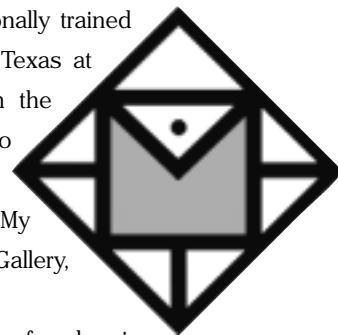 onally trained
Texas at
n the
o
My
Gallery,